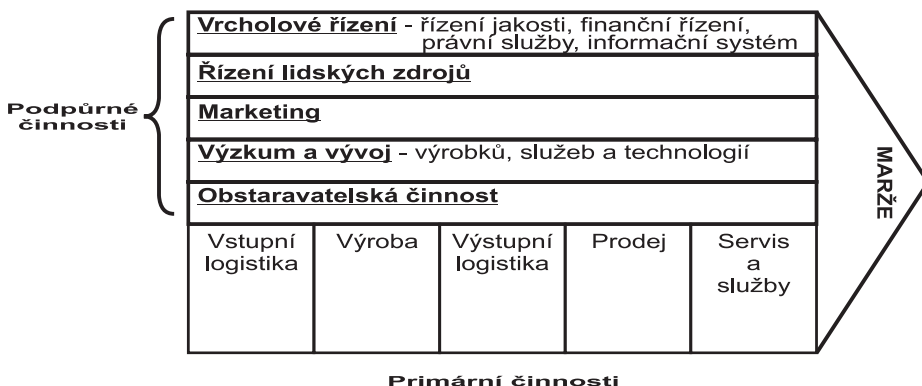 Vrcholové řízení - řízení jakosti, finanční řízení,
právní služby, informační systém
Řízení lidských zdrojů
Podpůrné
činnosti
Marketing
Výzkum a vývoj - výrobků, služeb a technologií
Obstaravatelská činnost
MARŽE
Vstupní
logistika
Výroba
Výstupní
logistika
Prodej
Servis
a
služby
Primární činnosti